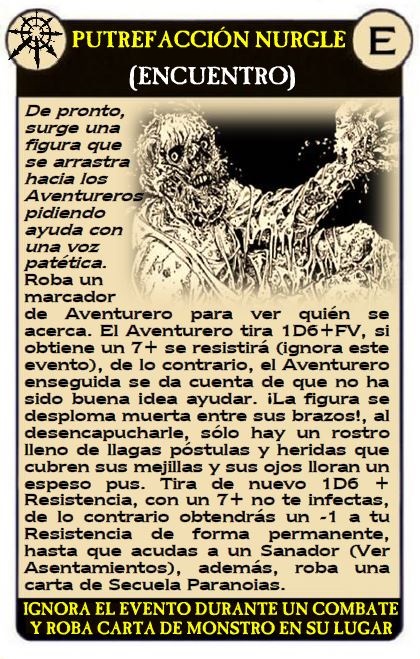 PUTREFACCIÓN NURGLE
E
(ENCUENTRO)
De pronto,
surge una
figura que
se arrastra
hacia los
Aventureros
pidiendo
ayuda con
una voz
patética.
Roba un
marcador
de Aventurero para ver quién se
acerca. El Aventurero tira 1D6+FV, si
obtiene un 7+ se resistirá (ignora este
evento), de lo contrario, el Aventurero
enseguida se da cuenta de que no ha
sido buena idea ayudar. ¡La figura se
desploma muerta entre sus brazos!, al
desencapucharle, sólo hay un rostro
lleno de llagas póstulas y heridas que
cubren sus mejillas y sus ojos lloran un
espeso pus. Tira de nuevo 1D6 +
Resistencia, con un 7+ no te infectas,
de lo contrario obtendrás un -1 a tu
Resistencia de forma permanente,
hasta que acudas a un Sanador (Ver
Asentamientos), además, roba una
carta de Secuela Paranoias.
IGNORA EL EVENTO DURANTE UN COMBATE
Y ROBA CARTA DE MONSTRO EN SU LUGAR